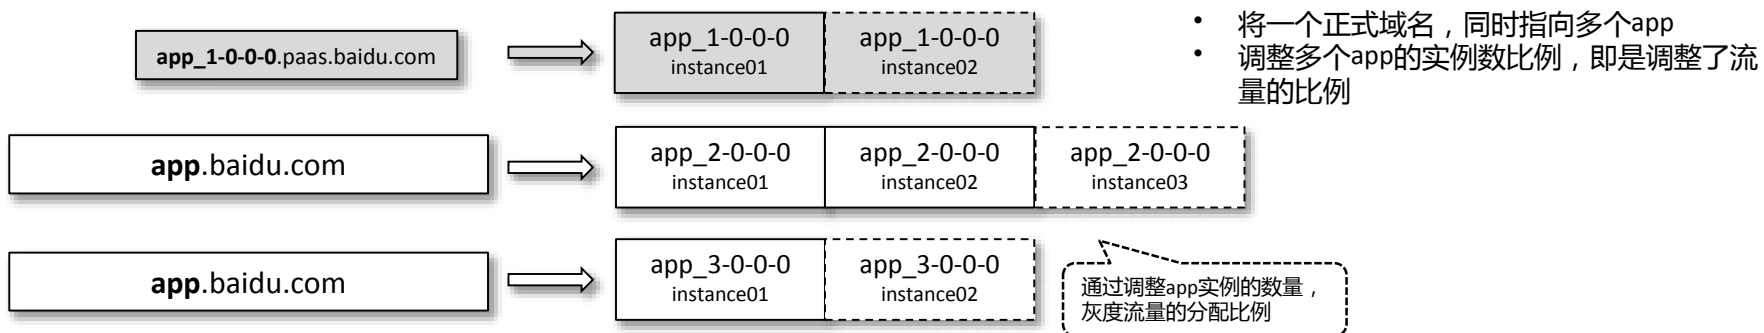 app_1-0-0-0.paas.baidu.com
app_1-0-0-0
instance01
app_1-0-0-0
instance02
• 将一个正式域名，同时指向多个app
• 调整多个app的实例数比例，即是调整了流
量的比例
app.baidu.com
app_2-0-0-0
instance01
app_2-0-0-0
instance02
app_2-0-0-0
instance03
app.baidu.com
app_3-0-0-0
instance01
app_3-0-0-0
instance02
通过调整app实例的数量，
灰度流量的分配比例